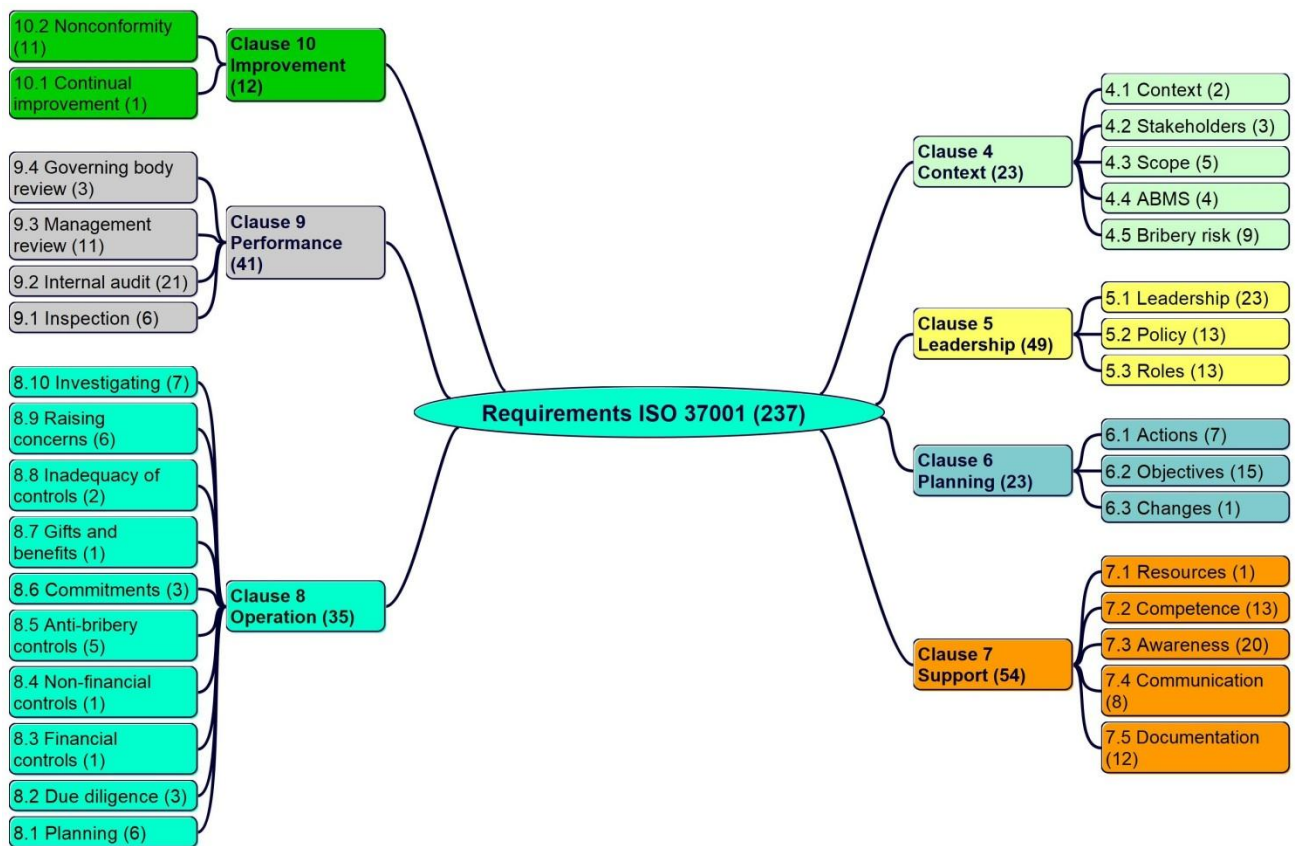 10.2 Nonconformity
(11)
10.1 Continual
improvement (1)
Clause 10
Improvement
(12)
9.4 Governing body
review (3)
9.3 Management
review (11)
9.2 Internal audit (21)
9.1 Inspection (6)
Clause 9
Performance
(41)
8.10 Investigating (7)
8.9 Raising
concerns (6)
8.8 Inadequacy of
controls (2)
8.7 Gifts and
benefits (1)
8.6 Commitments (3)
8.5 Anti-bribery
controls (5)
8.4 Non-financial
controls (1)
8.3 Financial
controls (1)
8.2 Due diligence (3)
8.1 Planning (6)
Clause 8
Operation (35)
Requirements ISO 37001 (237)
Clause 4
Context (23)
4.1 Context (2)
4.2 Stakeholders (3)
4.3 Scope (5)
4.4 ABMS (4)
4.5 Bribery risk (9)
Clause 5
Leadership (49)
5.1 Leadership (23)
5.2 Policy (13)
5.3 Roles (13)
Clause 6
Planning (23)
6.1 Actions (7)
6.2 Objectives (15)
6.3 Changes (1)
Clause 7
Support (54)
7.1 Resources (1)
7.2 Competence (13)
7.3 Awareness (20)
7.4 Communication
(8)
7.5 Documentation
(12)